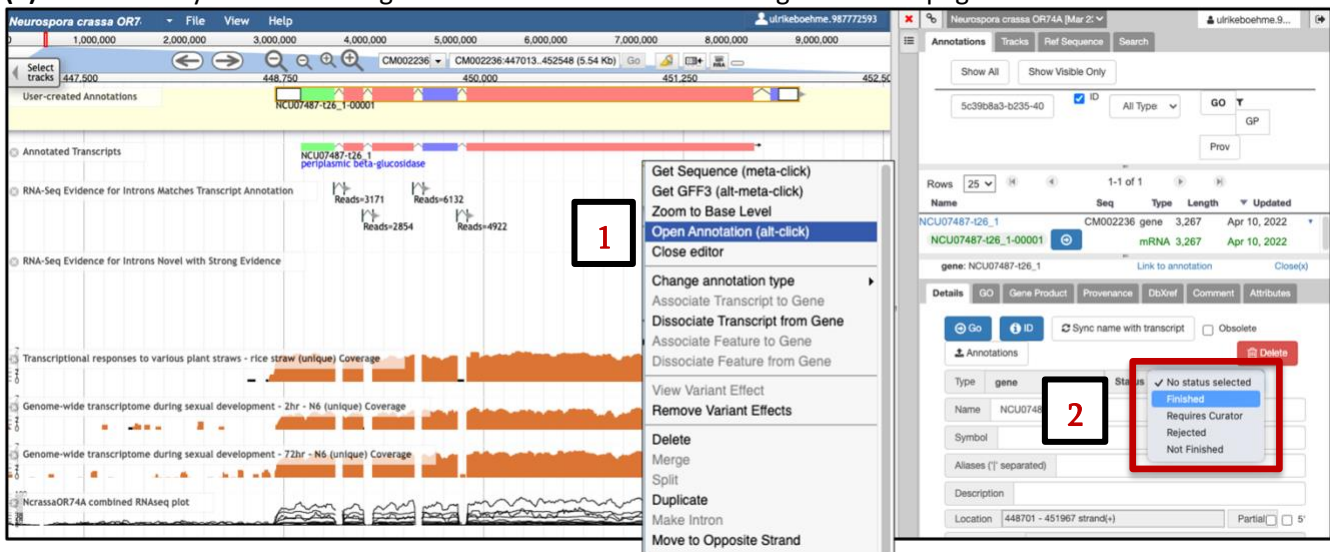 Neurospora crassa OR7
File View Help
ulrikeboehme.987772593
1,000,000 2,000,000 3,000,000 4,000,000 5,000,000 6,000,000 7,000,000 8,000,000 9,000,000
Select
tracks
CM002236 CM002236:447013..452548 (5.54 Kb) Go
447,500 448,750 450,000 451,250 452,50
User-created Annotations
NCU07487-t26_1-00001
Annotated Transcripts
NCU07487-t26_1
periplasmic beta-glucosidase
RNA-Seq Evidence for Introns Matches Transcript Annotation
Reads=3171 Reads=6132
Reads=2854 Reads=4922
RNA-Seq Evidence for Introns Novel with Strong Evidence
Transcriptional responses to various plant straws - rice straw (unique) Coverage
Genome-wide transcriptome during sexual development - 2hr - N6 (unique) Coverage
Genome-wide transcriptome during sexual development - 72hr - N6 (unique) Coverage
NcrassaOR74A combined RNAseq plot
1
Get Sequence (meta-click)
Get GFF3 (alt-meta-click)
Zoom to Base Level
Open Annotation (alt-click)
Close editor
Change annotation type
Associate Transcript to Gene
Dissociate Transcript from Gene
Associate Feature to Gene
Dissociate Feature from Gene
View Variant Effect
Remove Variant Effects
Delete
Merge
Split
Duplicate
Make Intron
Move to Opposite Strand
Neurospora crassa OR74A [Mar 2
ulrikeboehme.9...
Annotations Tracks Ref Sequence Search
Show All Show Visible Only
5c39b8a3-b235-40 ID All Type GO
GP
Prov
Rows 25 1-1 of 1
Name Seq Type Length Updated
NCU07487-t26_1 CM002236 gene 3,267 Apr 10, 2022
NCU07487-t26_1-00001 mRNA 3,267 Apr 10, 2022
gene: NCU07487-t26_1 Link to annotation Close(x)
Details GO Gene Product Provenance DbXref Comment Attributes
Go ID Sync name with transcript Obsolete
Annotations Delete
Type gene Status No status selected
Finished
Requires Curator
Rejected
Not Finished
2
Name NCU0748
Symbol
Aliases ('|' separated)
Description
Location 448701 - 451967 strand(+) Partial 5'